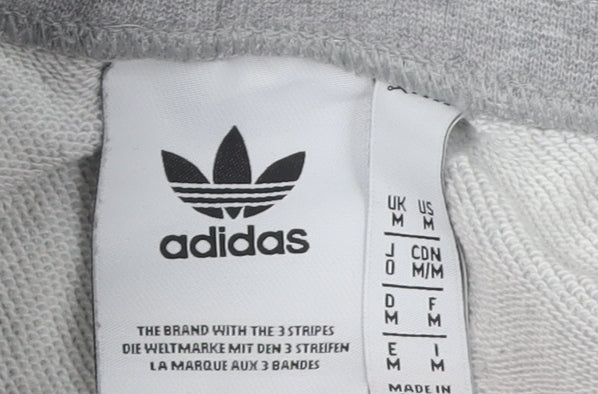 adidas
THE BRAND WITH THE 3 STRIPES
DIE WELTMARKE MIT DEN 3 STREIFEN
LA MARQUE AUX 3 BANDES
UK US
M M
J CDN
O M/M
D F
M M
E I
M M
MADE IN